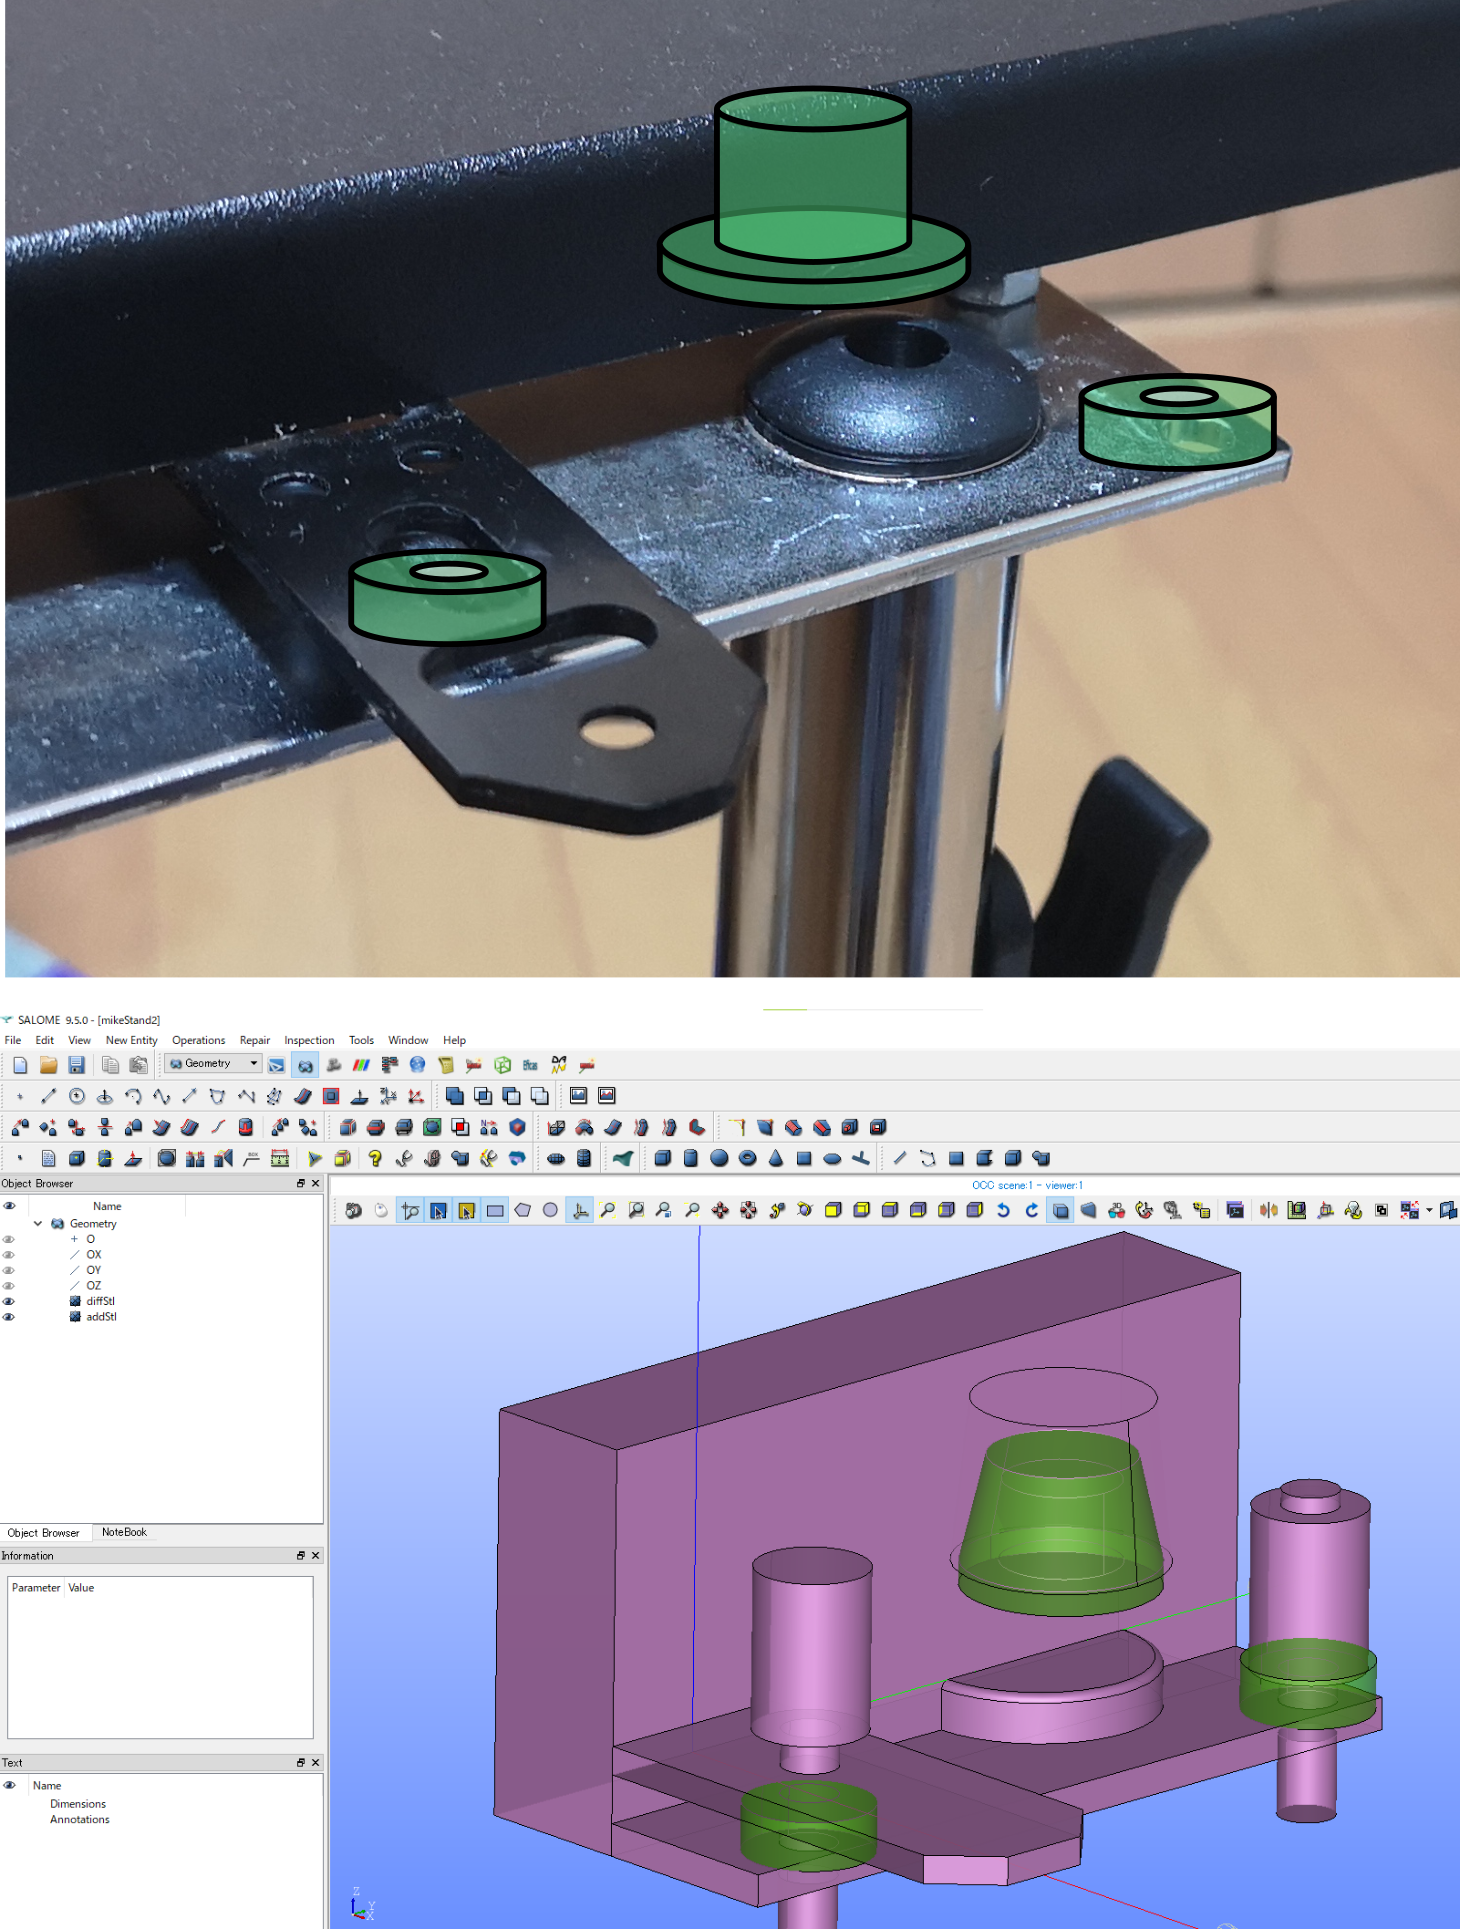 SALOME 9.5.0 - [mikeStand2]
File Edit View New Entity Operations Repair Inspection Tools Window Help
Geometry
Object Browser
OCC scene:1 - viewer:1
Name
Geometry
O
OX
OY
OZ
diffStl
addStl
Object Browser NoteBook
Information
Parameter Value
Text
Name
Dimensions
Annotations
Z
Y
X